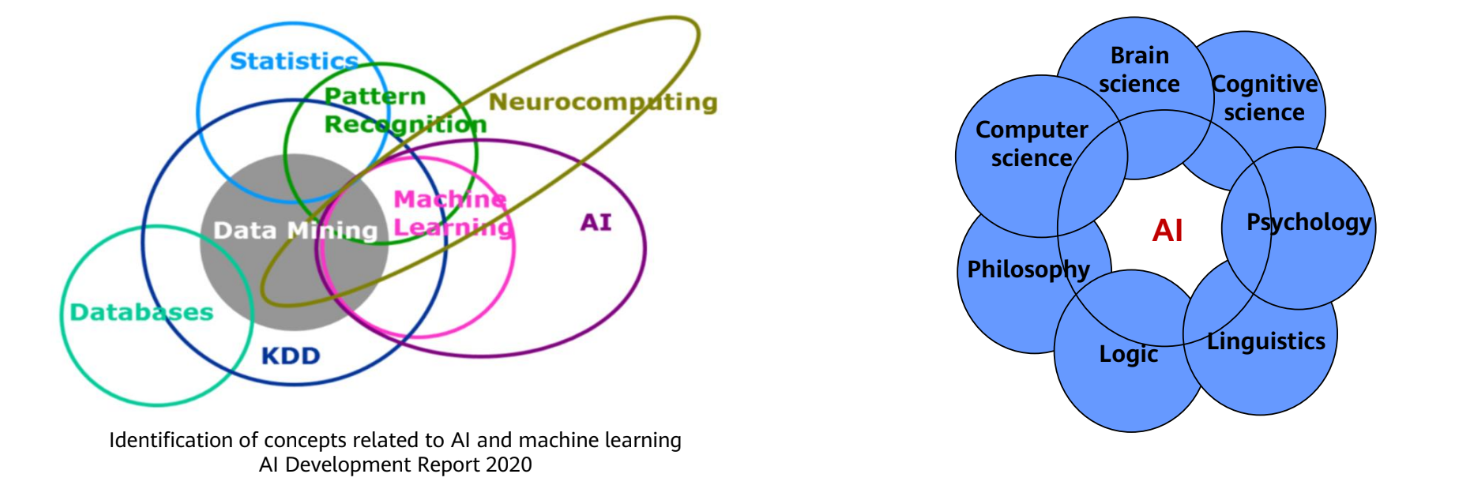 Statistics
Pattern
Recognition
Neurocomputing
Machine
Learning
AI
Data Mining
Databases
KDD
Identification of concepts related to AI and machine learning
AI Development Report 2020
Brain
science
Cognitive
science
Computer
science
AI
Psychology
Philosophy
Logic
Linguistics